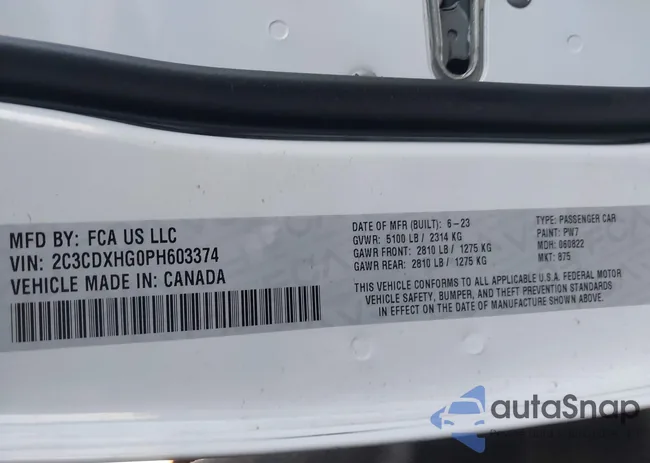 MFD BY: FCA US LLC
VIN: 2C3CDXHG0PH603374
VEHICLE MADE IN: CANADA
DATE OF MFR (BUILT): 6-23
GVWR: 5100 LB / 2314 KG
GAWR FRONT: 2810 LB / 1275 KG
GAWR REAR: 2810 LB / 1275 KG
TYPE: PASSENGER CAR
PAINT: PW7
MDH: 060822
MKT: B75
THIS VEHICLE CONFORMS TO ALL APPLICABLE U.S.A. FEDERAL MOTOR
VEHICLE SAFETY, BUMPER, AND THEFT PREVENTION STANDARDS
IN EFFECT ON THE DATE OF MANUFACTURE SHOWN ABOVE.
autoSnap